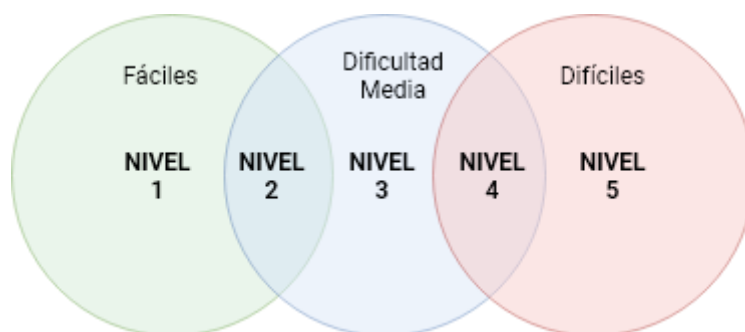 Fáciles
Dificultad
Media
Difíciles
NIVEL
1
NIVEL
2
NIVEL
3
NIVEL
4
NIVEL
5